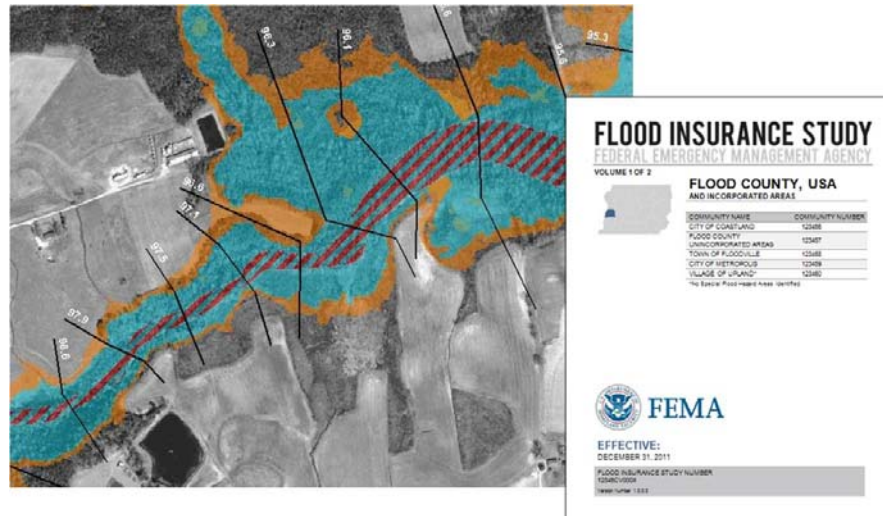 96.3
96.1
95.3
96.6
97.1
97.5
97.9
FLOOD INSURANCE STUDY
FEDERAL EMERGENCY MANAGEMENT AGENCY
VOLUME 1 OF 2
FLOOD COUNTY, USA
AND INCORPORATED AREAS
COMMUNITY NAME COMMUNITY NUMBER
CITY OF COASTLAND 123456
FLOOD COUNTY
UNINCORPORATED AREAS 123457
TOWN OF FLOODVILLE 123458
CITY OF METROPOLIS 123459
VILLAGE OF UPLAND* 123460
*No Special Flood Hazard Areas Identified
FEMA
EFFECTIVE:
DECEMBER 31, 2011
FLOOD INSURANCE STUDY NUMBER
Version Number